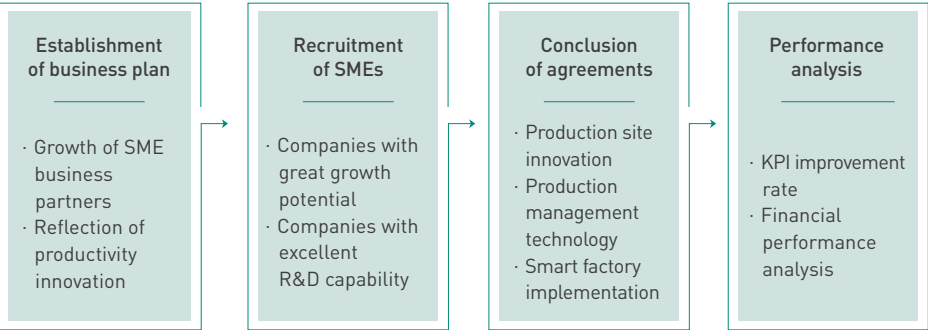 Establishment
of business plan
· Growth of SME
business
partners
· Reflection of
productivity
innovation
Recruitment
of SMEs
· Companies with
great growth
potential
· Companies with
excellent
R&D capability
Conclusion
of agreements
· Production site
innovation
· Production
management
technology
· Smart factory
implementation
Performance
analysis
· KPI improvement
rate
· Financial
performance
analysis